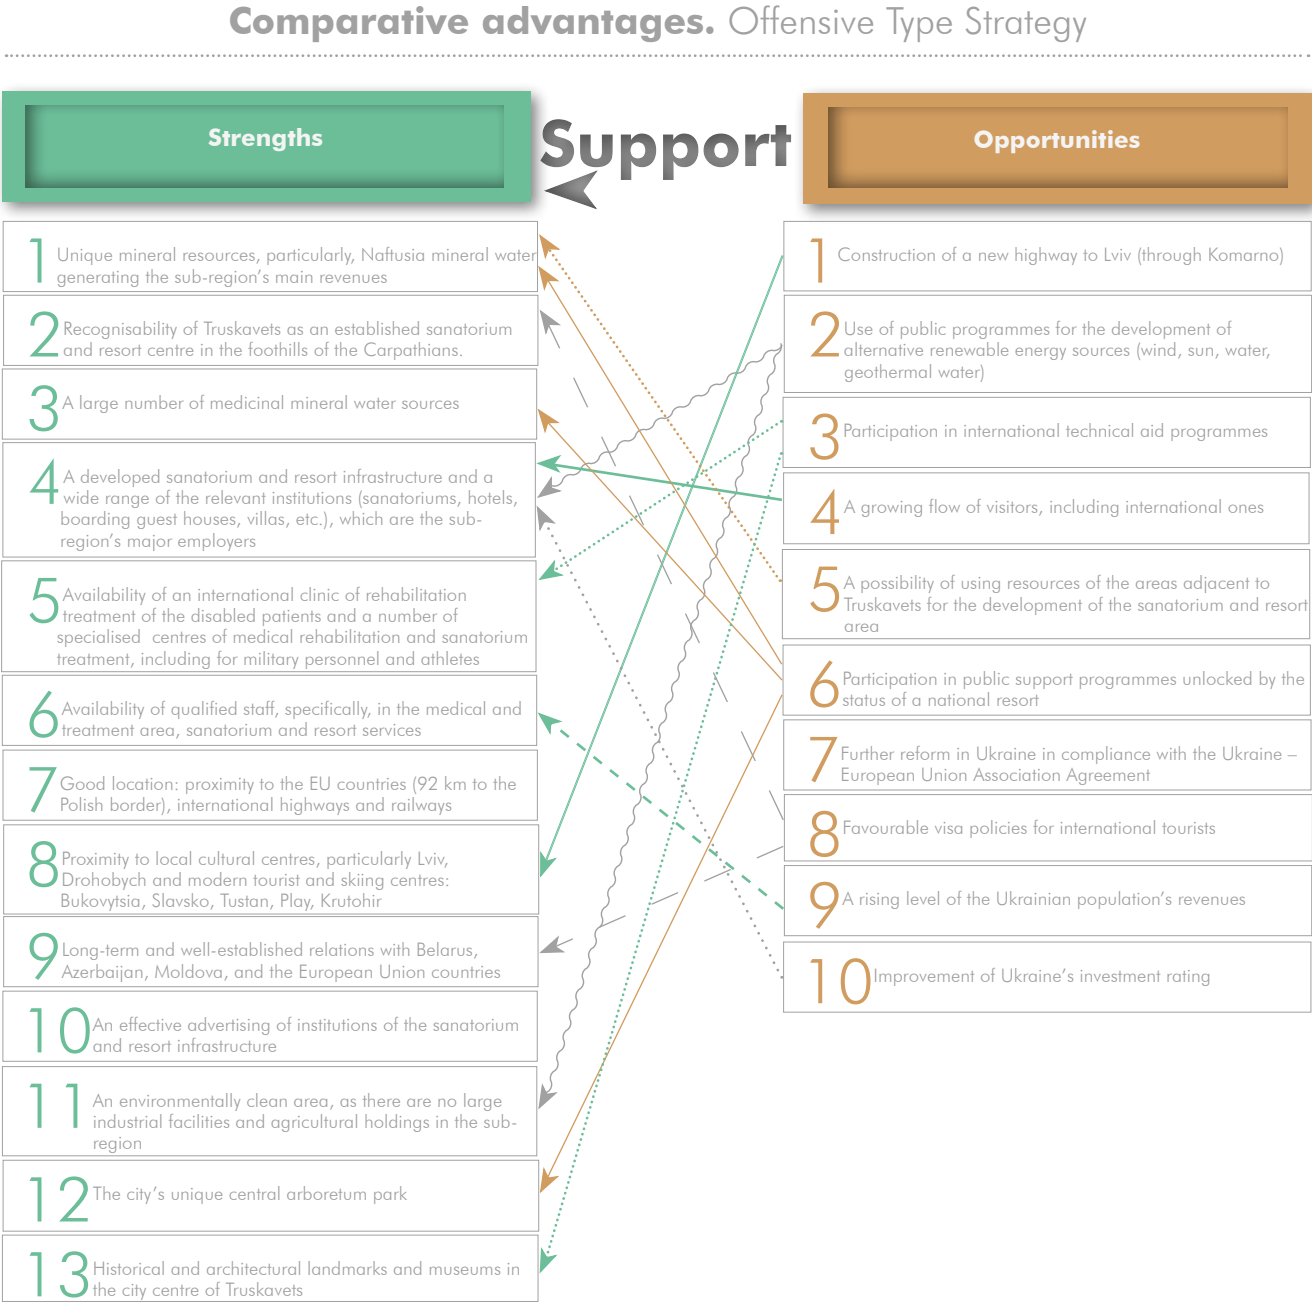 Comparative advantages. Offensive Type Strategy
Strengths
Support
Opportunities
1 Unique mineral resources, particularly, Naftusia mineral water
generating the sub-region's main revenues
2 Recognisability of Truskavets as an established sanatorium
and resort centre in the foothills of the Carpathians.
3 A large number of medicinal mineral water sources
4 A developed sanatorium and resort infrastructure and a
wide range of the relevant institutions (sanatoriums, hotels,
boarding guest houses, villas, etc.), which are the sub-
region's major employers
5 Availability of an international clinic of rehabilitation
treatment of the disabled patients and a number of
specialised centres of medical rehabilitation and sanatorium
treatment, including for military personnel and athletes
6 Availability of qualified staff, specifically, in the medical and
treatment area, sanatorium and resort services
7 Good location: proximity to the EU countries (92 km to the
Polish border), international highways and railways
8 Proximity to local cultural centres, particularly Lviv,
Drohobych and modern tourist and skiing centres:
Bukovytsia, Slavsko, Tustan, Play, Krutohir
9 Long-term and well-established relations with Belarus,
Azerbaijan, Moldova, and the European Union countries
10 An effective advertising of institutions of the sanatorium
and resort infrastructure
11 An environmentally clean area, as there are no large
industrial facilities and agricultural holdings in the sub-
region
12 The city's unique central arboretum park
13 Historical and architectural landmarks and museums in
the city centre of Truskavets
1 Construction of a new highway to Lviv (through Komarno)
2 Use of public programmes for the development of
alternative renewable energy sources (wind, sun, water,
geothermal water)
3 Participation in international technical aid programmes
4 A growing flow of visitors, including international ones
5 A possibility of using resources of the areas adjacent to
Truskavets for the development of the sanatorium and resort
area
6 Participation in public support programmes unlocked by the
status of a national resort
7 Further reform in Ukraine in compliance with the Ukraine –
European Union Association Agreement
8 Favourable visa policies for international tourists
9 A rising level of the Ukrainian population's revenues
10 Improvement of Ukraine's investment rating